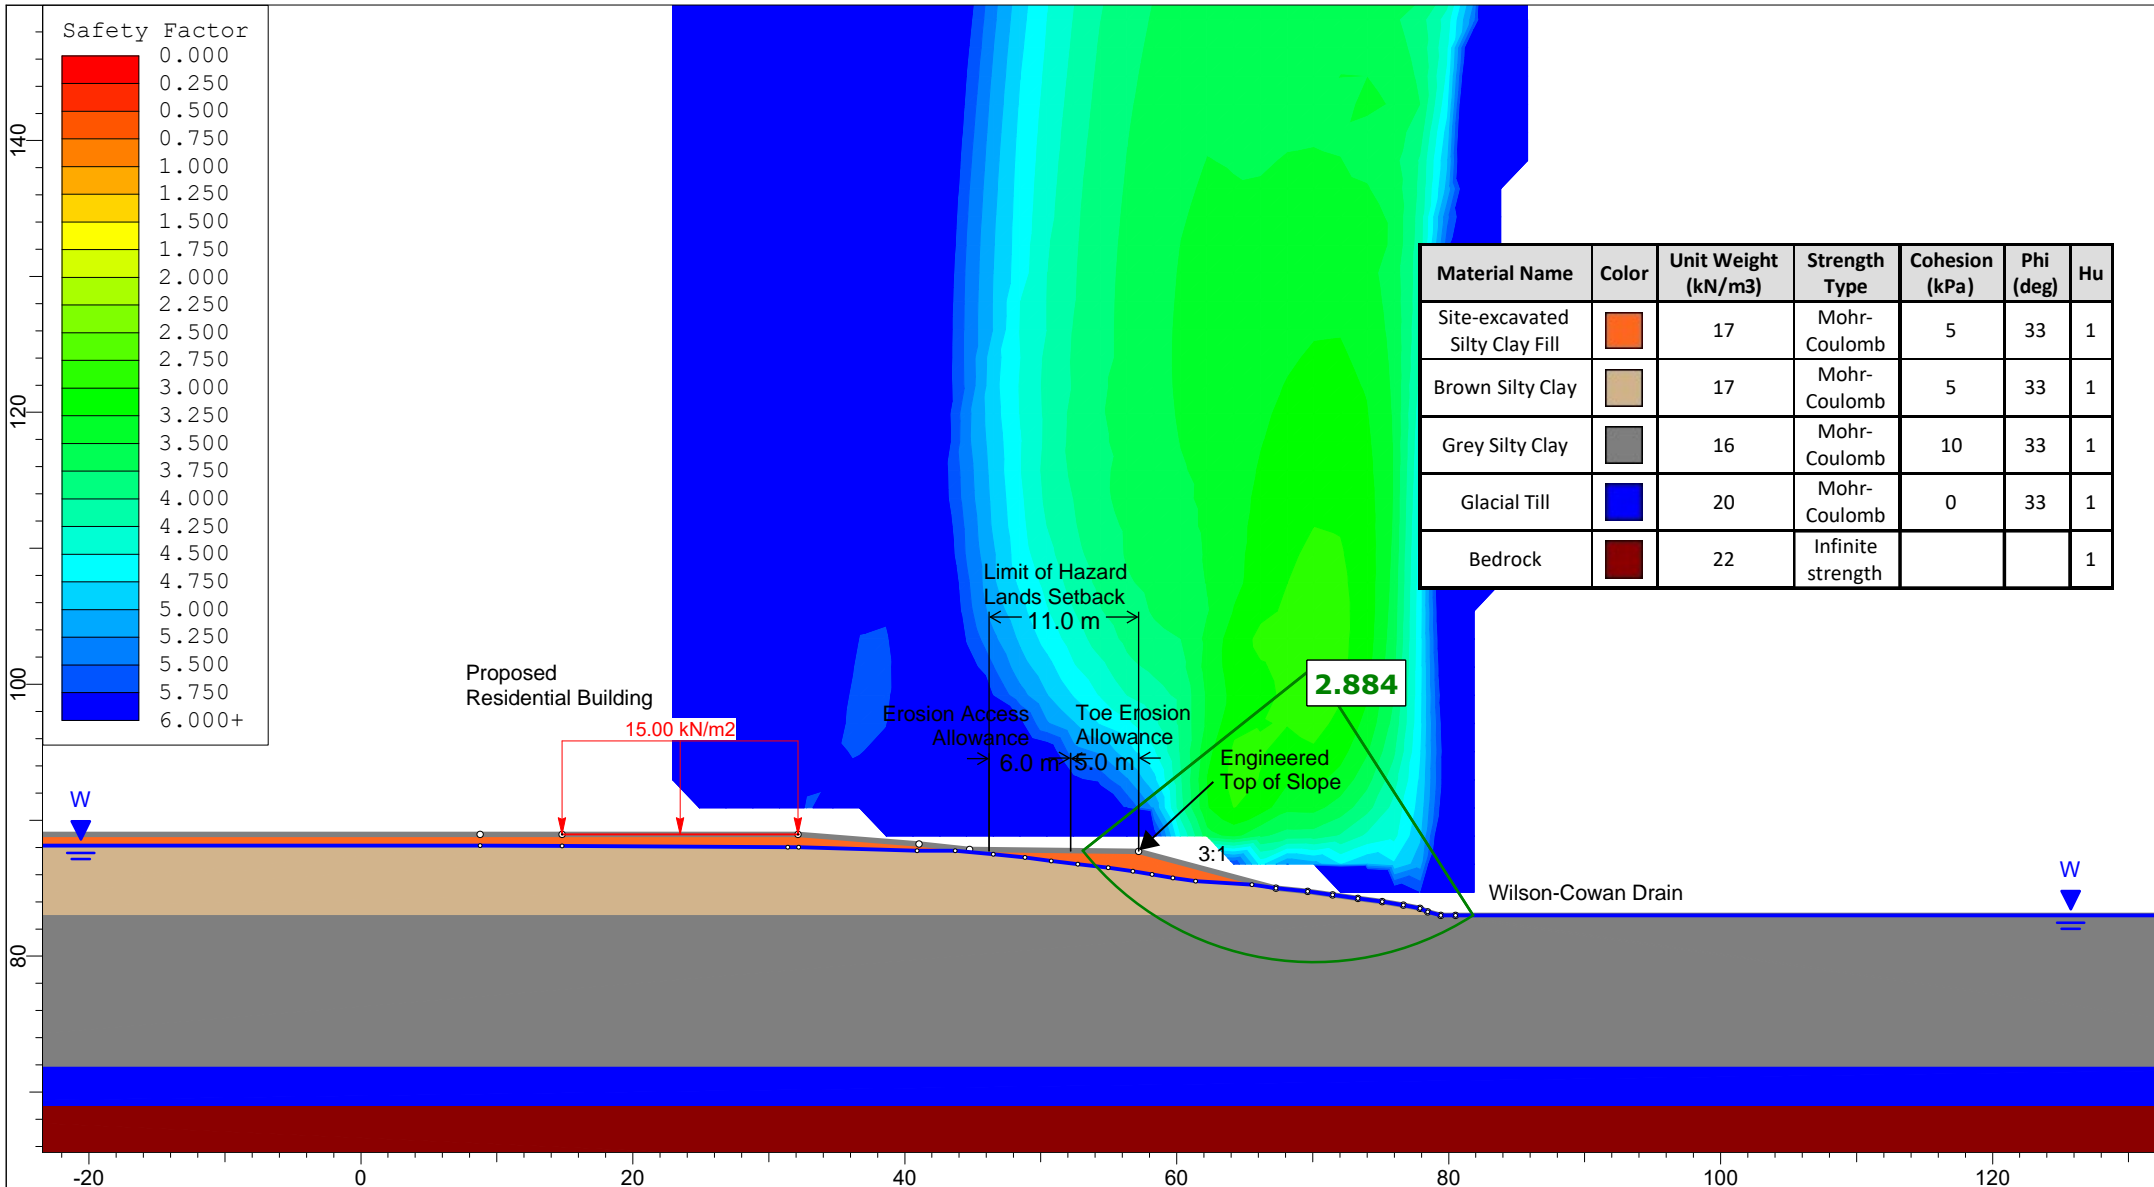 Safety Factor
0.000
0.250
0.500
0.750
1.000
1.250
1.500
1.750
2.000
2.250
2.500
2.750
3.000
3.250
3.500
3.750
4.000
4.250
4.500
4.750
5.000
5.250
5.500
5.750
6.000+
140
120
100
80
Material Name Color Unit Weight (kN/m3) Strength Type Cohesion (kPa) Phi (deg) Hu
Site-excavated Silty Clay Fill 17 Mohr-Coulomb 5 33 1
Brown Silty Clay 17 Mohr-Coulomb 5 33 1
Grey Silty Clay 16 Mohr-Coulomb 10 33 1
Glacial Till 20 Mohr-Coulomb 0 33 1
Bedrock 22 Infinite strength 1
Limit of Hazard
Lands Setback
11.0 m
Proposed
Residential Building
15.00 kN/m2
Erosion Access
Allowance
6.0 m
Toe Erosion
Allowance
5.0 m
2.884
Engineered
Top of Slope
3:1
W
Wilson-Cowan Drain
W
-20 0 20 40 60 80 100 120